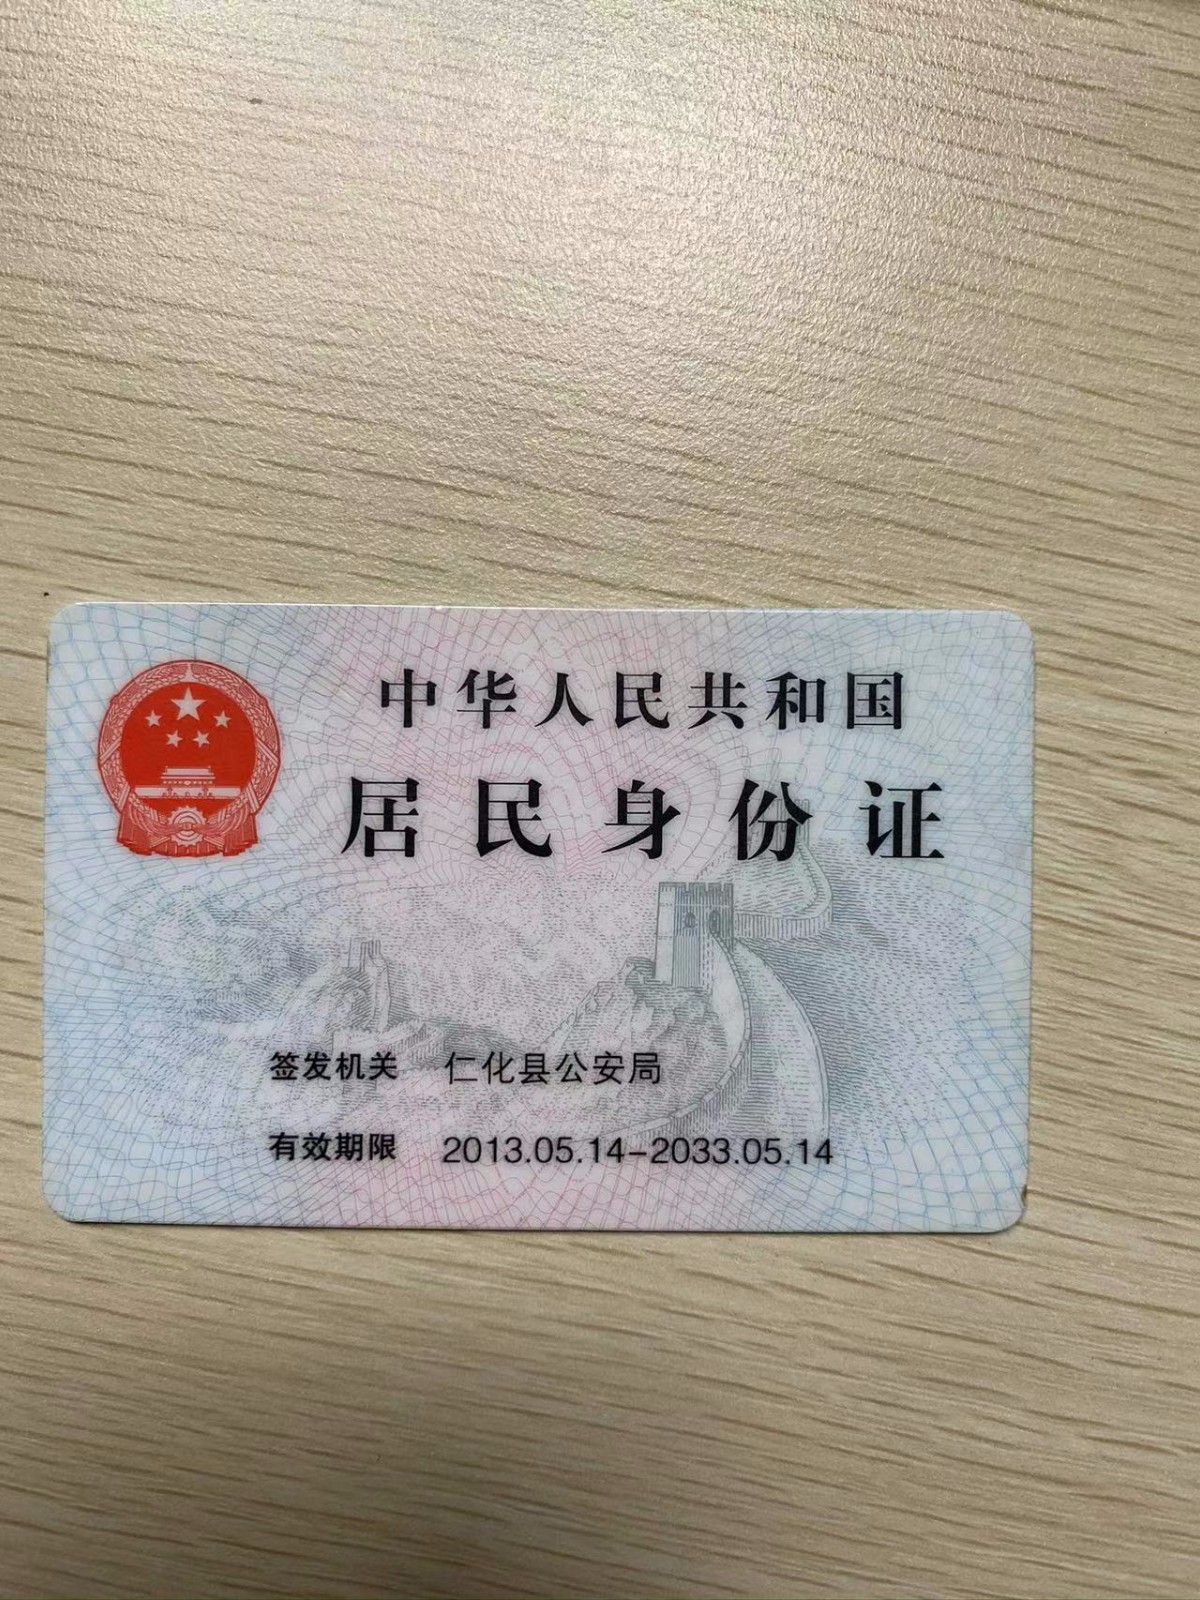 中华人民共和国
居民身份证
签发机关 仁化县公安局
有效期限 2013.05.14-2033.05.14